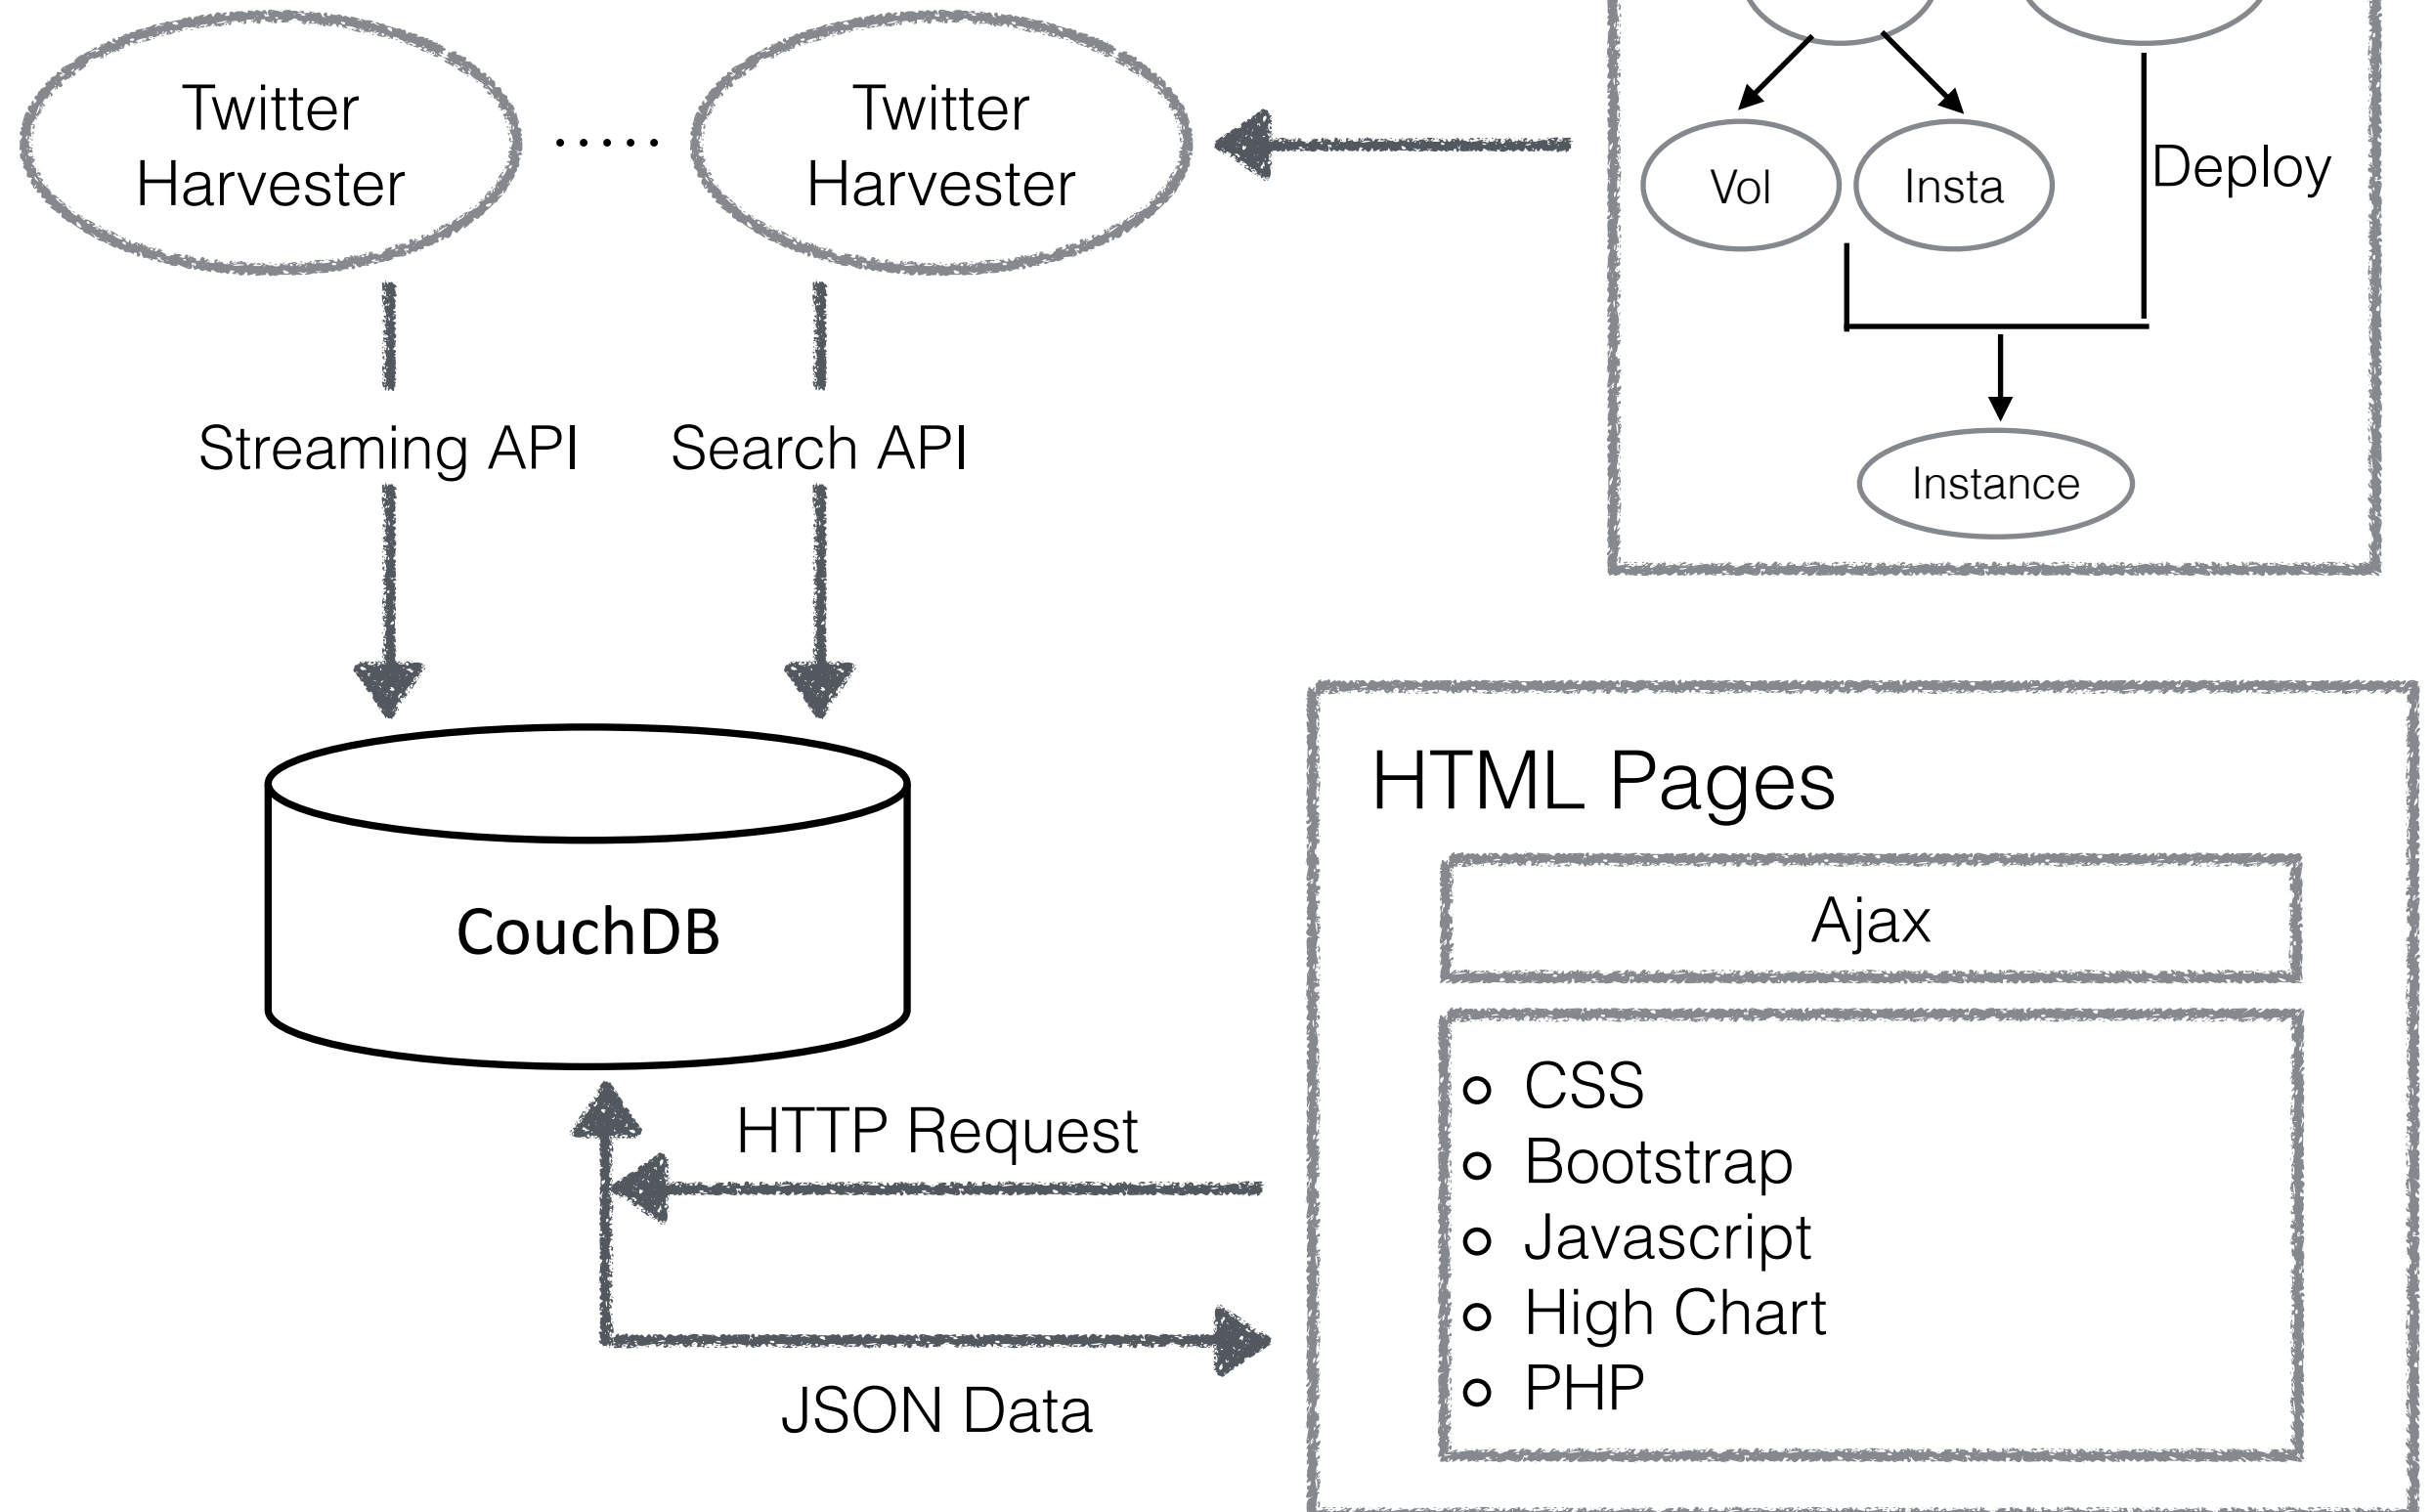 Twitter
Harvester
.....
Twitter
Harvester
Vol
Insta
Deploy
Instance
Streaming API
Search API
CouchDB
HTML Pages
Ajax
CSS
Bootstrap
Javascript
High Chart
PHP
HTTP Request
JSON Data